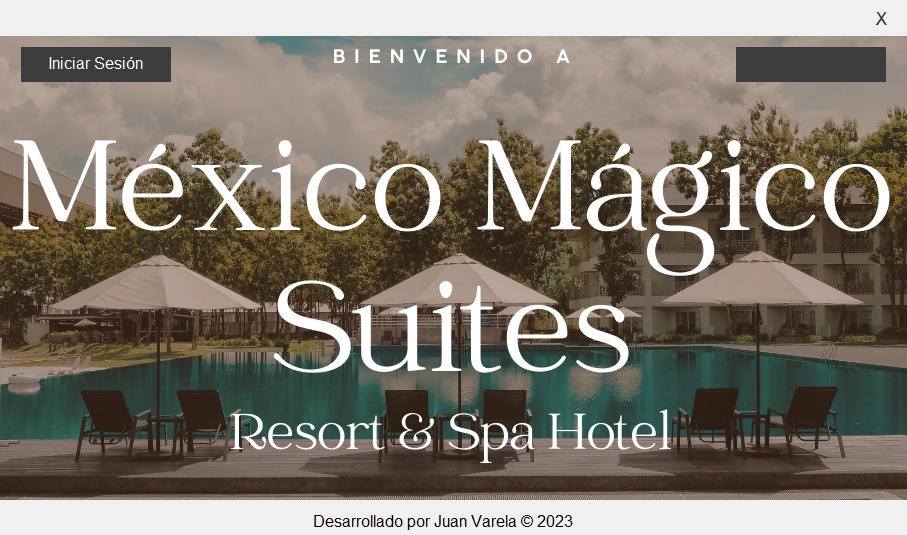 X
Iniciar Sesión
BIENVENIDO A
México Mágico
Suites
Resort & Spa Hotel
Desarrollado por Juan Varela © 2023